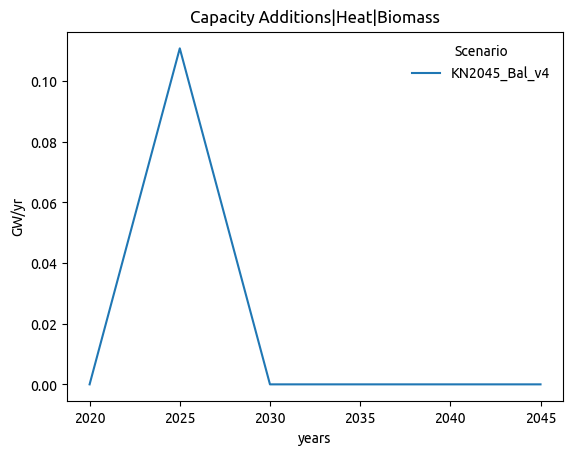 Capacity Additions|Heat|Biomass
Scenario
KN2045_Bal_v4
GW/yr
0.10
0.08
0.06
0.04
0.02
0.00
2020 2025 2030 2035 2040 2045
years